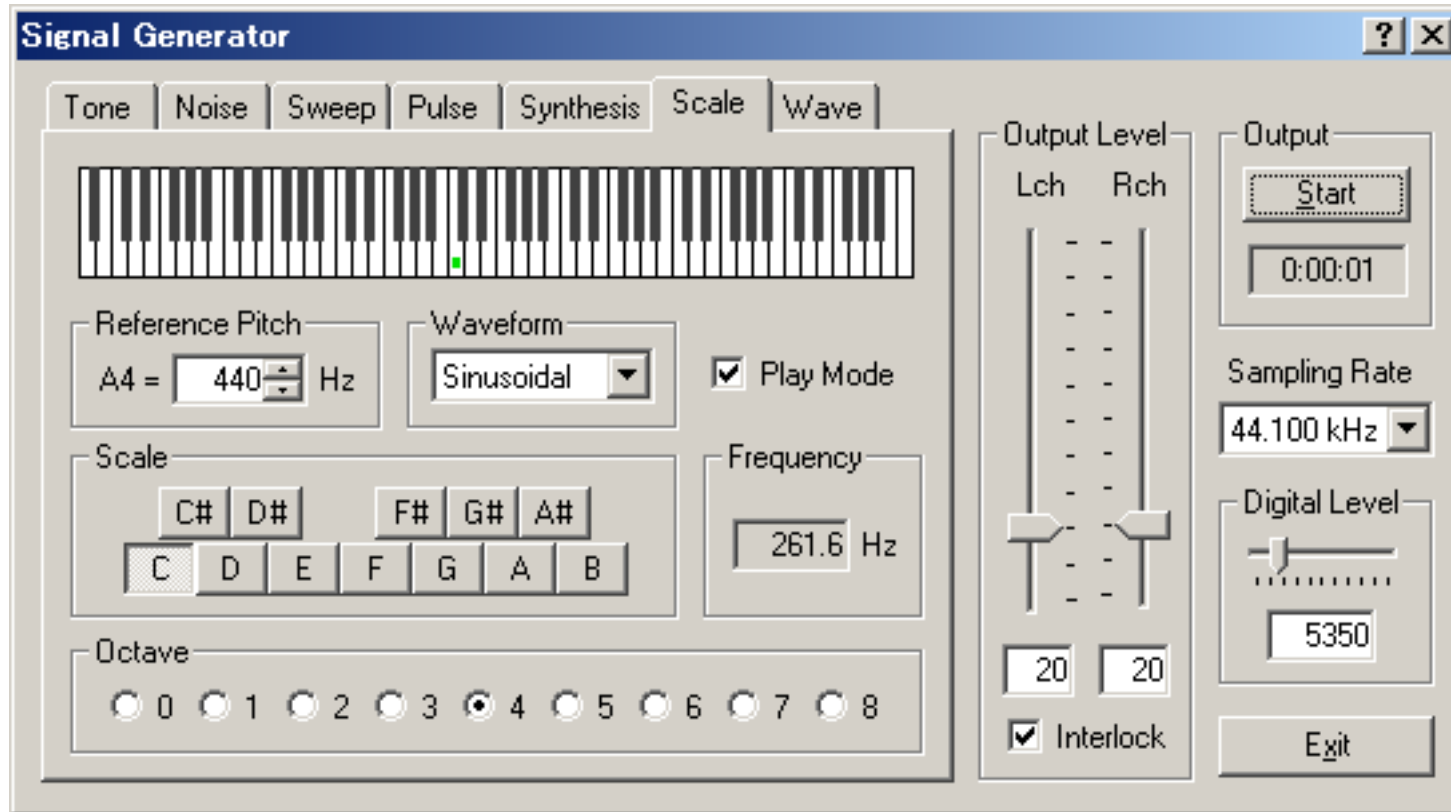 Signal Generator
Tone Noise Sweep Pulse Synthesis Scale Wave
Reference Pitch
A4 = 440 Hz
Waveform
Sinusoidal
Play Mode
Scale
C# D# F# G# A#
C D E F G A B
Frequency
261.6 Hz
Octave
0 1 2 3 4 5 6 7 8
Output Level
Lch Rch
20 20
Interlock
Output
Start
0:00:01
Sampling Rate
44.100 kHz
Digital Level
5350
Exit